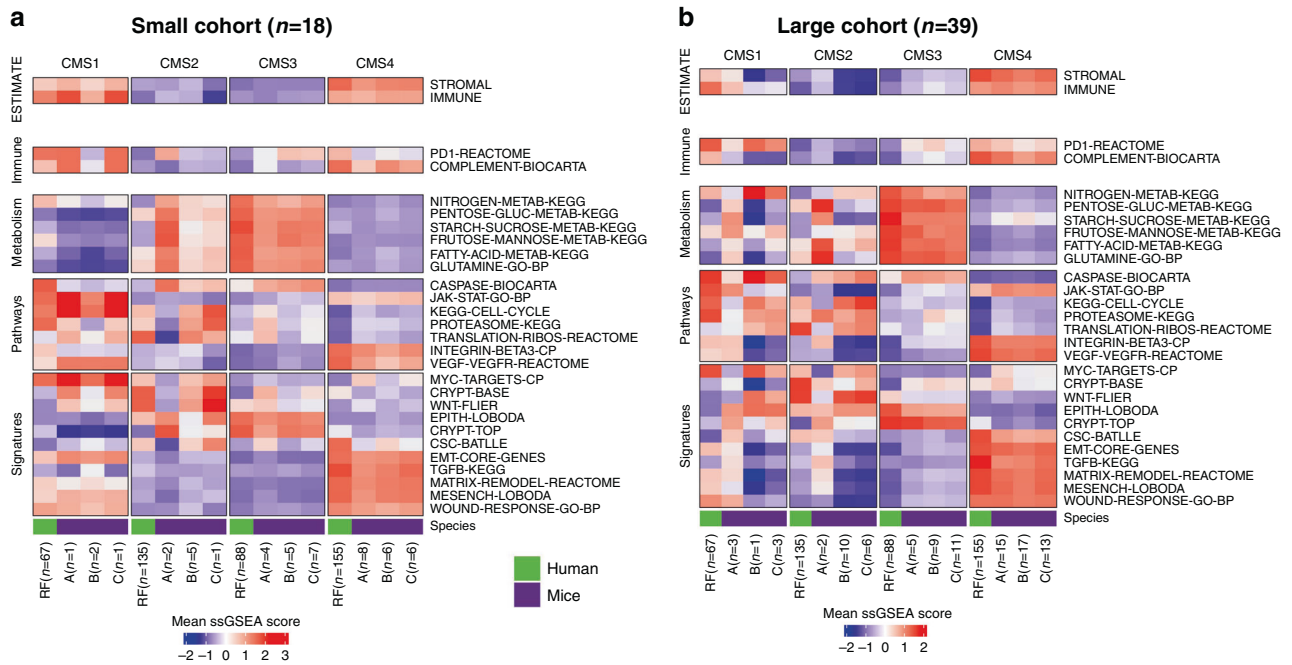 a
Small cohort (n=18)
CMS1 CMS2 CMS3 CMS4
ESTIMATE
STROMAL
IMMUNE
Immune
PD1-REACTOME
COMPLEMENT-BIOCARTA
Metabolism
NITROGEN-METAB-KEGG
PENTOSE-GLUC-METAB-KEGG
STARCH-SUCROSE-METAB-KEGG
FRUTOSE-MANNOSE-METAB-KEGG
FATTY-ACID-METAB-KEGG
GLUTAMINE-GO-BP
Pathways
CASPASE-BIOCARTA
JAK-STAT-GO-BP
KEGG-CELL-CYCLE
PROTEASOME-KEGG
TRANSLATION-RIBOS-REACTOME
INTEGRIN-BETA3-CP
VEGF-VEGFR-REACTOME
Signatures
MYC-TARGETS-CP
CRYPT-BASE
WNT-FLIER
EPITH-LOBODA
CRYPT-TOP
CSC-BATLLE
EMT-CORE-GENES
TGFB-KEGG
MATRIX-REMODEL-REACTOME
MESENCH-LOBODA
WOUND-RESPONSE-GO-BP
Species
RF(n=67) A(n=1) B(n=2) C(n=1) RF(n=135) A(n=2) B(n=5) C(n=1) RF(n=88) A(n=4) B(n=5) C(n=7) RF(n=155) A(n=8) B(n=6) C(n=6)
Human
Mice
Mean ssGSEA score
−2 −1 0 1 2 3
b
Large cohort (n=39)
CMS1 CMS2 CMS3 CMS4
ESTIMATE
STROMAL
IMMUNE
Immune
PD1-REACTOME
COMPLEMENT-BIOCARTA
Metabolism
NITROGEN-METAB-KEGG
PENTOSE-GLUC-METAB-KEGG
STARCH-SUCROSE-METAB-KEGG
FRUTOSE-MANNOSE-METAB-KEGG
FATTY-ACID-METAB-KEGG
GLUTAMINE-GO-BP
Pathways
CASPASE-BIOCARTA
JAK-STAT-GO-BP
KEGG-CELL-CYCLE
PROTEASOME-KEGG
TRANSLATION-RIBOS-REACTOME
INTEGRIN-BETA3-CP
VEGF-VEGFR-REACTOME
Signatures
MYC-TARGETS-CP
CRYPT-BASE
WNT-FLIER
EPITH-LOBODA
CRYPT-TOP
CSC-BATLLE
EMT-CORE-GENES
TGFB-KEGG
MATRIX-REMODEL-REACTOME
MESENCH-LOBODA
WOUND-RESPONSE-GO-BP
Species
RF(n=67) A(n=3) B(n=1) C(n=3) RF(n=135) A(n=2) B(n=10) C(n=6) RF(n=88) A(n=5) B(n=9) C(n=11) RF(n=155) A(n=15) B(n=17) C(n=13)
Mean ssGSEA score
−2 −1 0 1 2